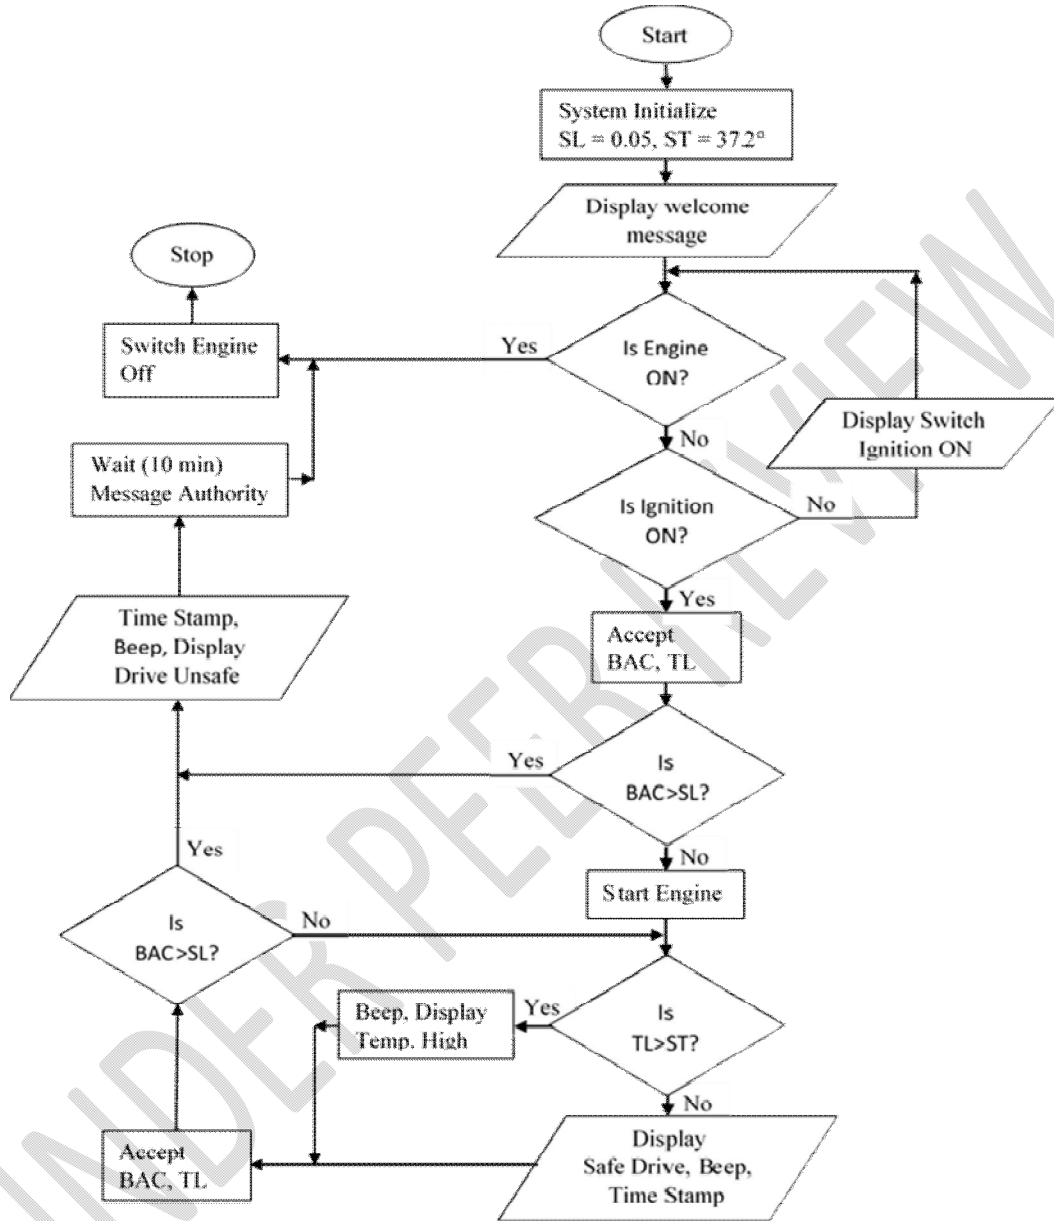 Start
System Initialize
SL = 0.05, ST = 37.2°
Display welcome
message
Stop
Switch Engine
Off
Yes
Is Engine
ON?
Display Switch
Ignition ON
No
Wait (10 min)
Message Authority
Is Ignition
ON?
No
Yes
Time Stamp,
Beep, Display
Drive Unsafe
Accept
BAC, TL
Yes
Is
BAC>SL?
Yes
No
Start Engine
Is
BAC>SL?
No
Beep, Display
Temp. High
Yes
Is
TL>ST?
No
Accept
BAC, TL
Display
Safe Drive, Beep,
Time Stamp
UNDER PEER REVIEW